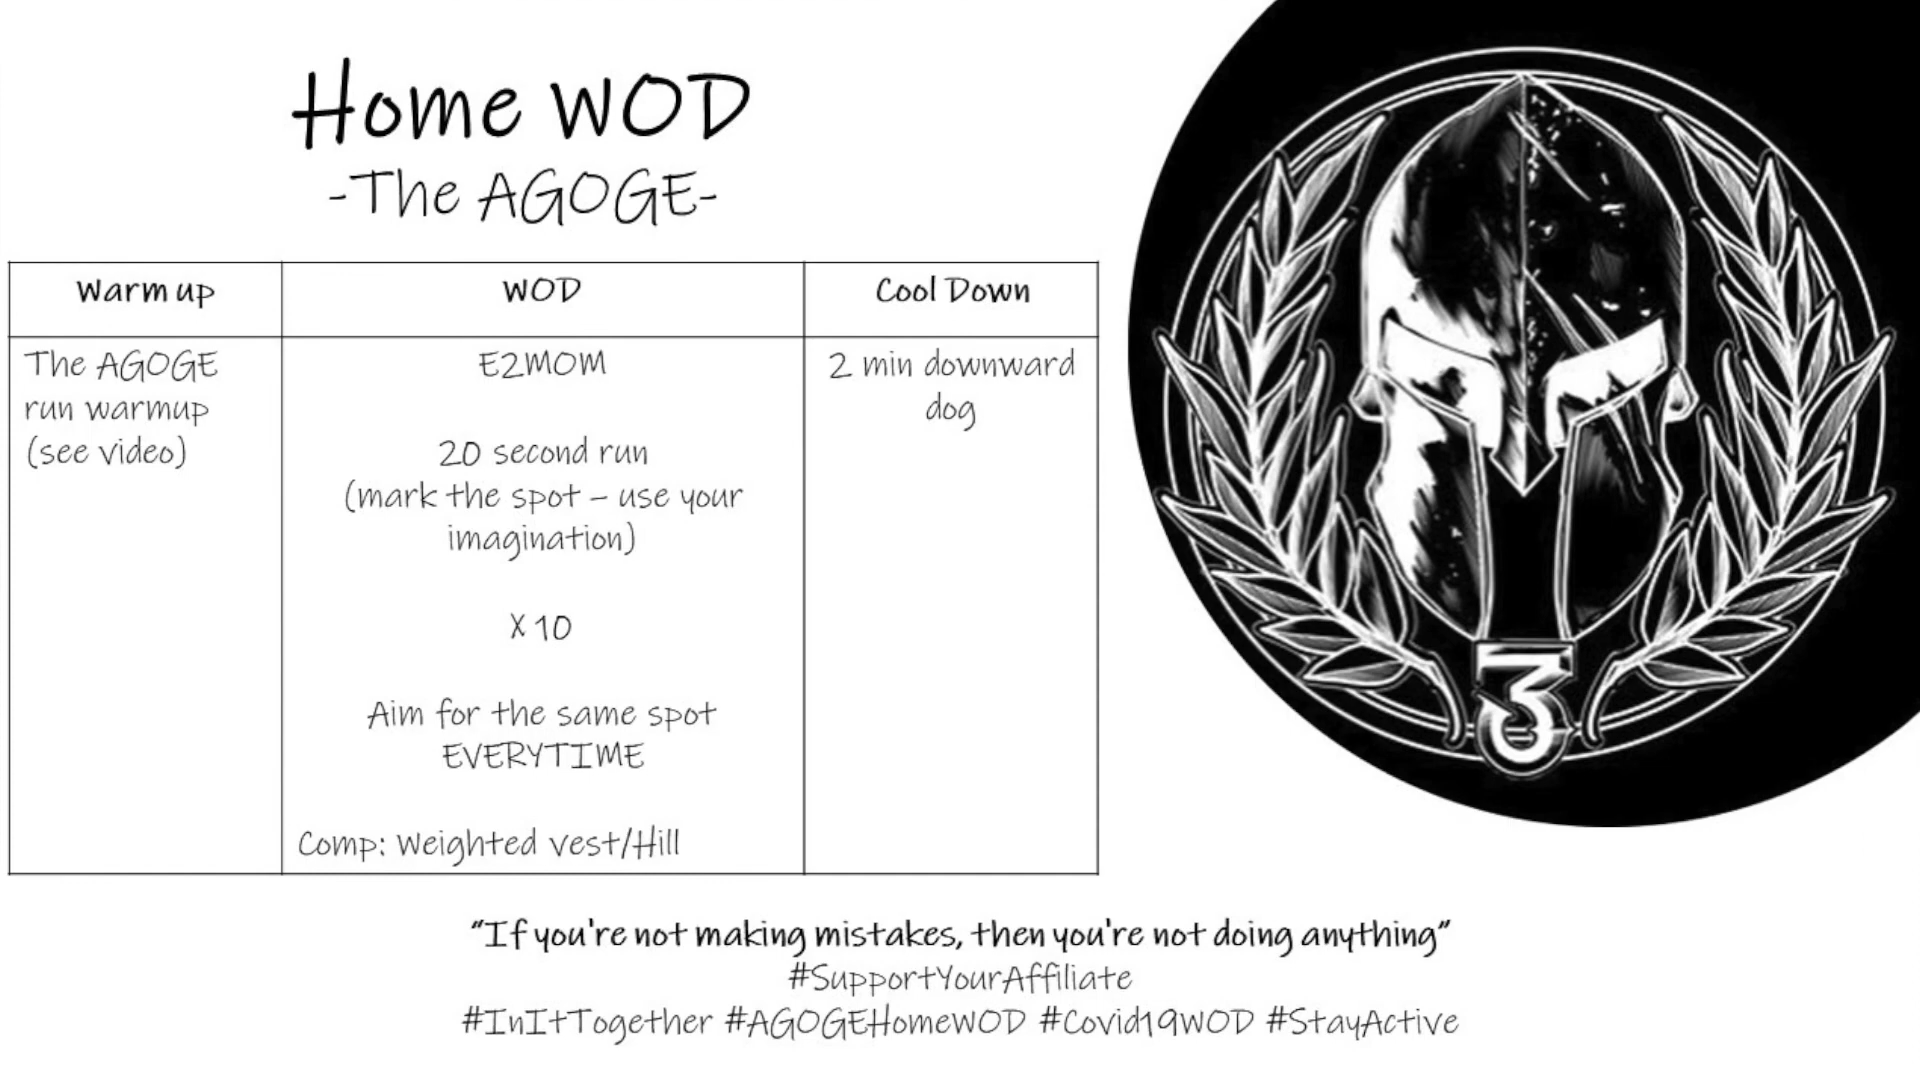 Home WOD
-The AGOGE-
Warm up
The AGOGE
run warmup
(see video)
WOD
E2MOM
20 second run
(mark the spot – use your
imagination)
X 10
Aim for the same spot
EVERYTIME
Comp: Weighted vest/Hill
Cool Down
2 min downward
dog
3
"If you're not making mistakes, then you're not doing anything"
#SupportYourAffiliate
#InItTogether #AGOGEHomeWOD #Covid19WOD #StayActive